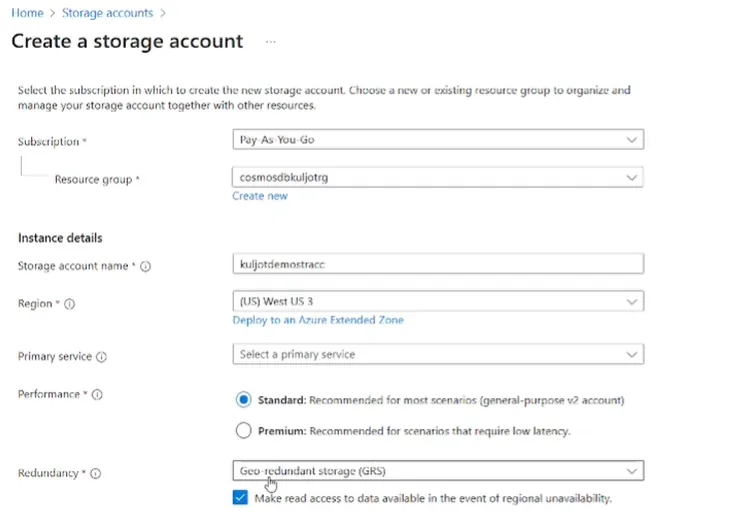 Home > Storage accounts >
Create a storage account ...
Select the subscription in which to create the new storage account. Choose a new or existing resource group to organize and
manage your storage account together with other resources.
Subscription * Pay-As-You-Go
Resource group * cosmosdbkuljotrg
Create new
Instance details
Storage account name * kuljotdemostracc
Region * (US) West US 3
Deploy to an Azure Extended Zone
Primary service Select a primary service
Performance * Standard: Recommended for most scenarios (general-purpose v2 account)
Premium: Recommended for scenarios that require low latency.
Redundancy * Geo-redundant storage (GRS)
Make read access to data available in the event of regional unavailability.